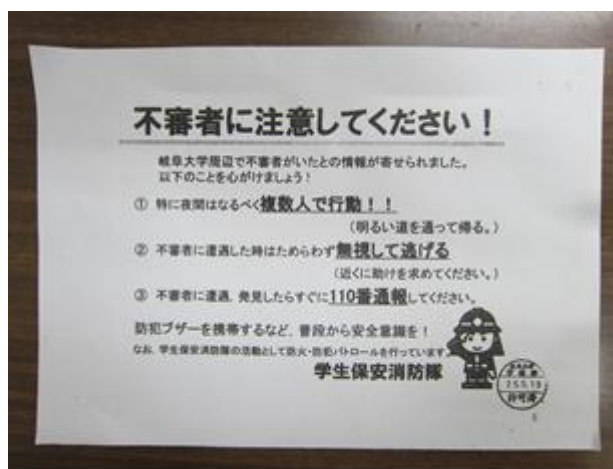 不審者に注意してください！
岐阜大学周辺で不審者がいたとの情報が寄せられました。
以下のことを心がけましょう！
① 特に夜間はなるべく複数人で行動！！
（明るい道を通って帰る。）
② 不審者に遭遇した時はためらわず無視して逃げる
（近くに助けを求めてください。）
③ 不審者に遭遇、発見したらすぐに110番通報してください。
防犯ブザーを携帯するなど、普段から安全意識を！
なお、学生保安消防隊の活動として防火・防犯パトロールを行っています。
学生保安消防隊